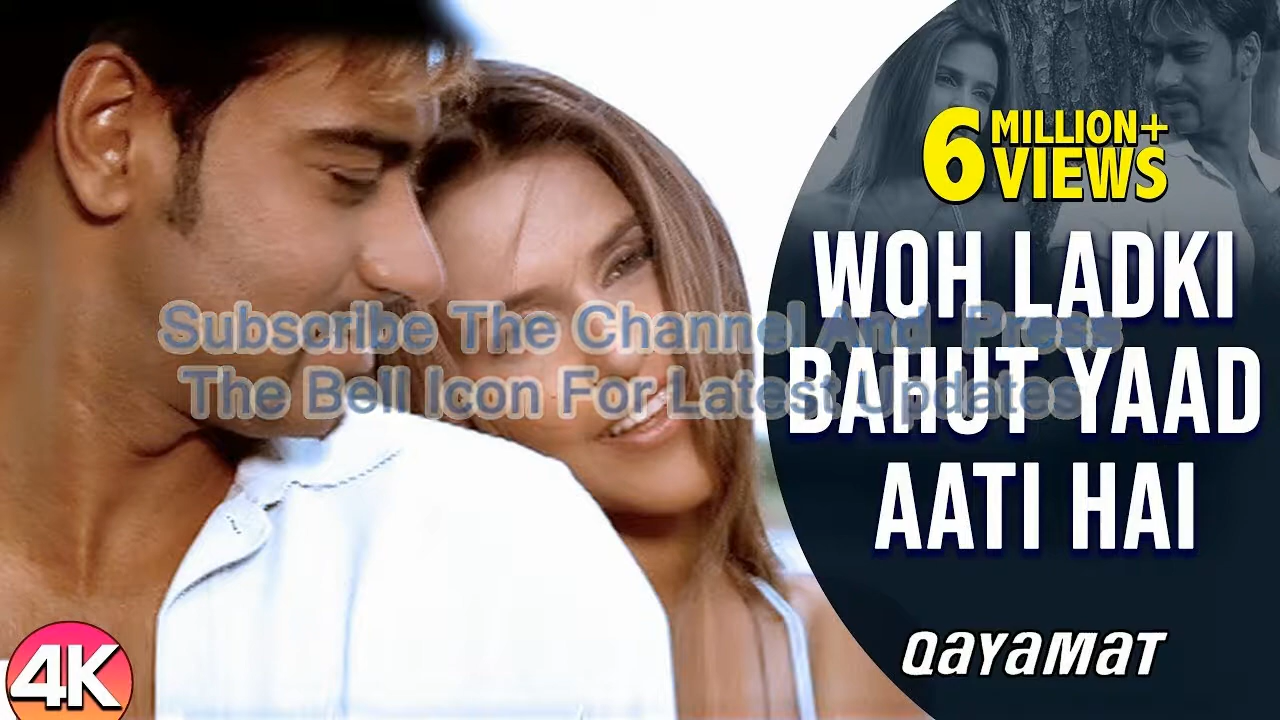 6 MILLION+
VIEWS
WOH LADKI
BAHUT YAAD
AATI HAI
Subscribe The Channel And Press
The Bell Icon For Latest Updates
QAYAMAT
4K